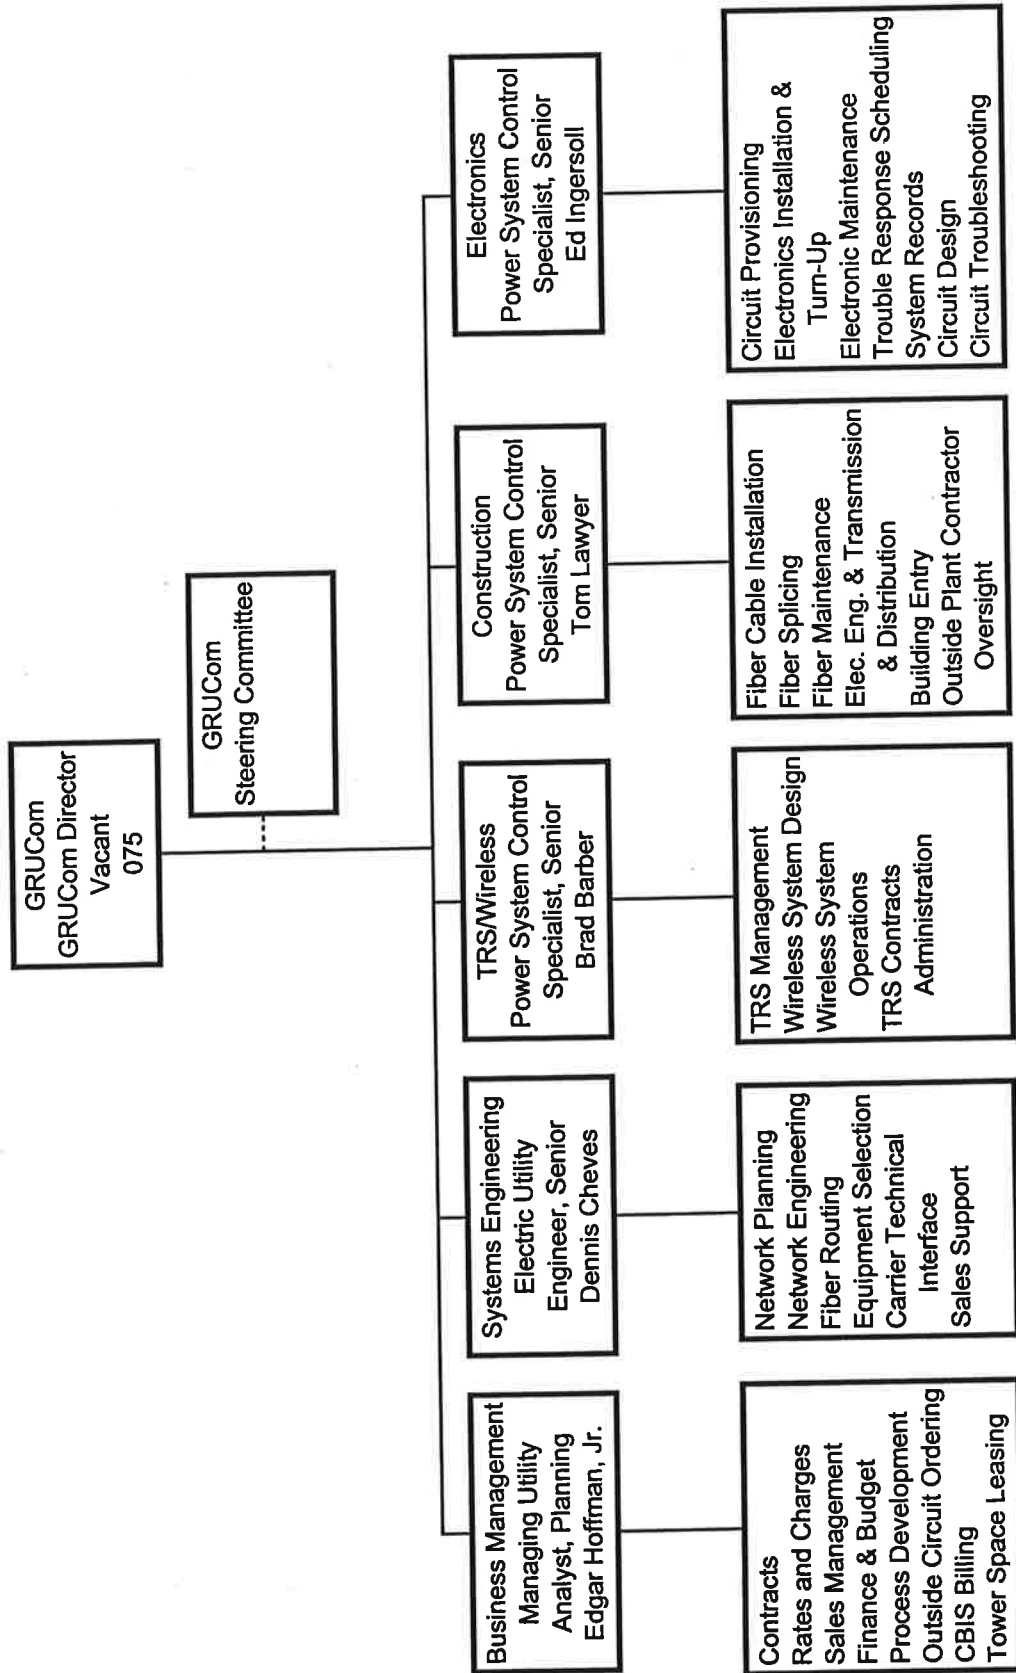 GRUCom
GRUCom Director
Vacant
075
GRUCom
Steering Committee
Business Management
Managing Utility
Analyst, Planning
Edgar Hoffman, Jr.
Systems Engineering
Electric Utility
Engineer, Senior
Dennis Cheves
TRS/Wireless
Power System Control
Specialist, Senior
Brad Barber
Construction
Power System Control
Specialist, Senior
Tom Lawyer
Electronics
Power System Control
Specialist, Senior
Ed Ingersoll
Contracts
Rates and Charges
Sales Management
Finance & Budget
Process Development
Outside Circuit Ordering
CBIS Billing
Tower Space Leasing
Network Planning
Network Engineering
Fiber Routing
Equipment Selection
Carrier Technical
Interface
Sales Support
TRS Management
Wireless System Design
Wireless System
Operations
TRS Contracts
Administration
Fiber Cable Installation
Fiber Splicing
Fiber Maintenance
Elec. Eng. & Transmission
& Distribution
Building Entry
Outside Plant Contractor
Oversight
Circuit Provisioning
Electronics Installation &
Turn-Up
Electronic Maintenance
Trouble Response Scheduling
System Records
Circuit Design
Circuit Troubleshooting